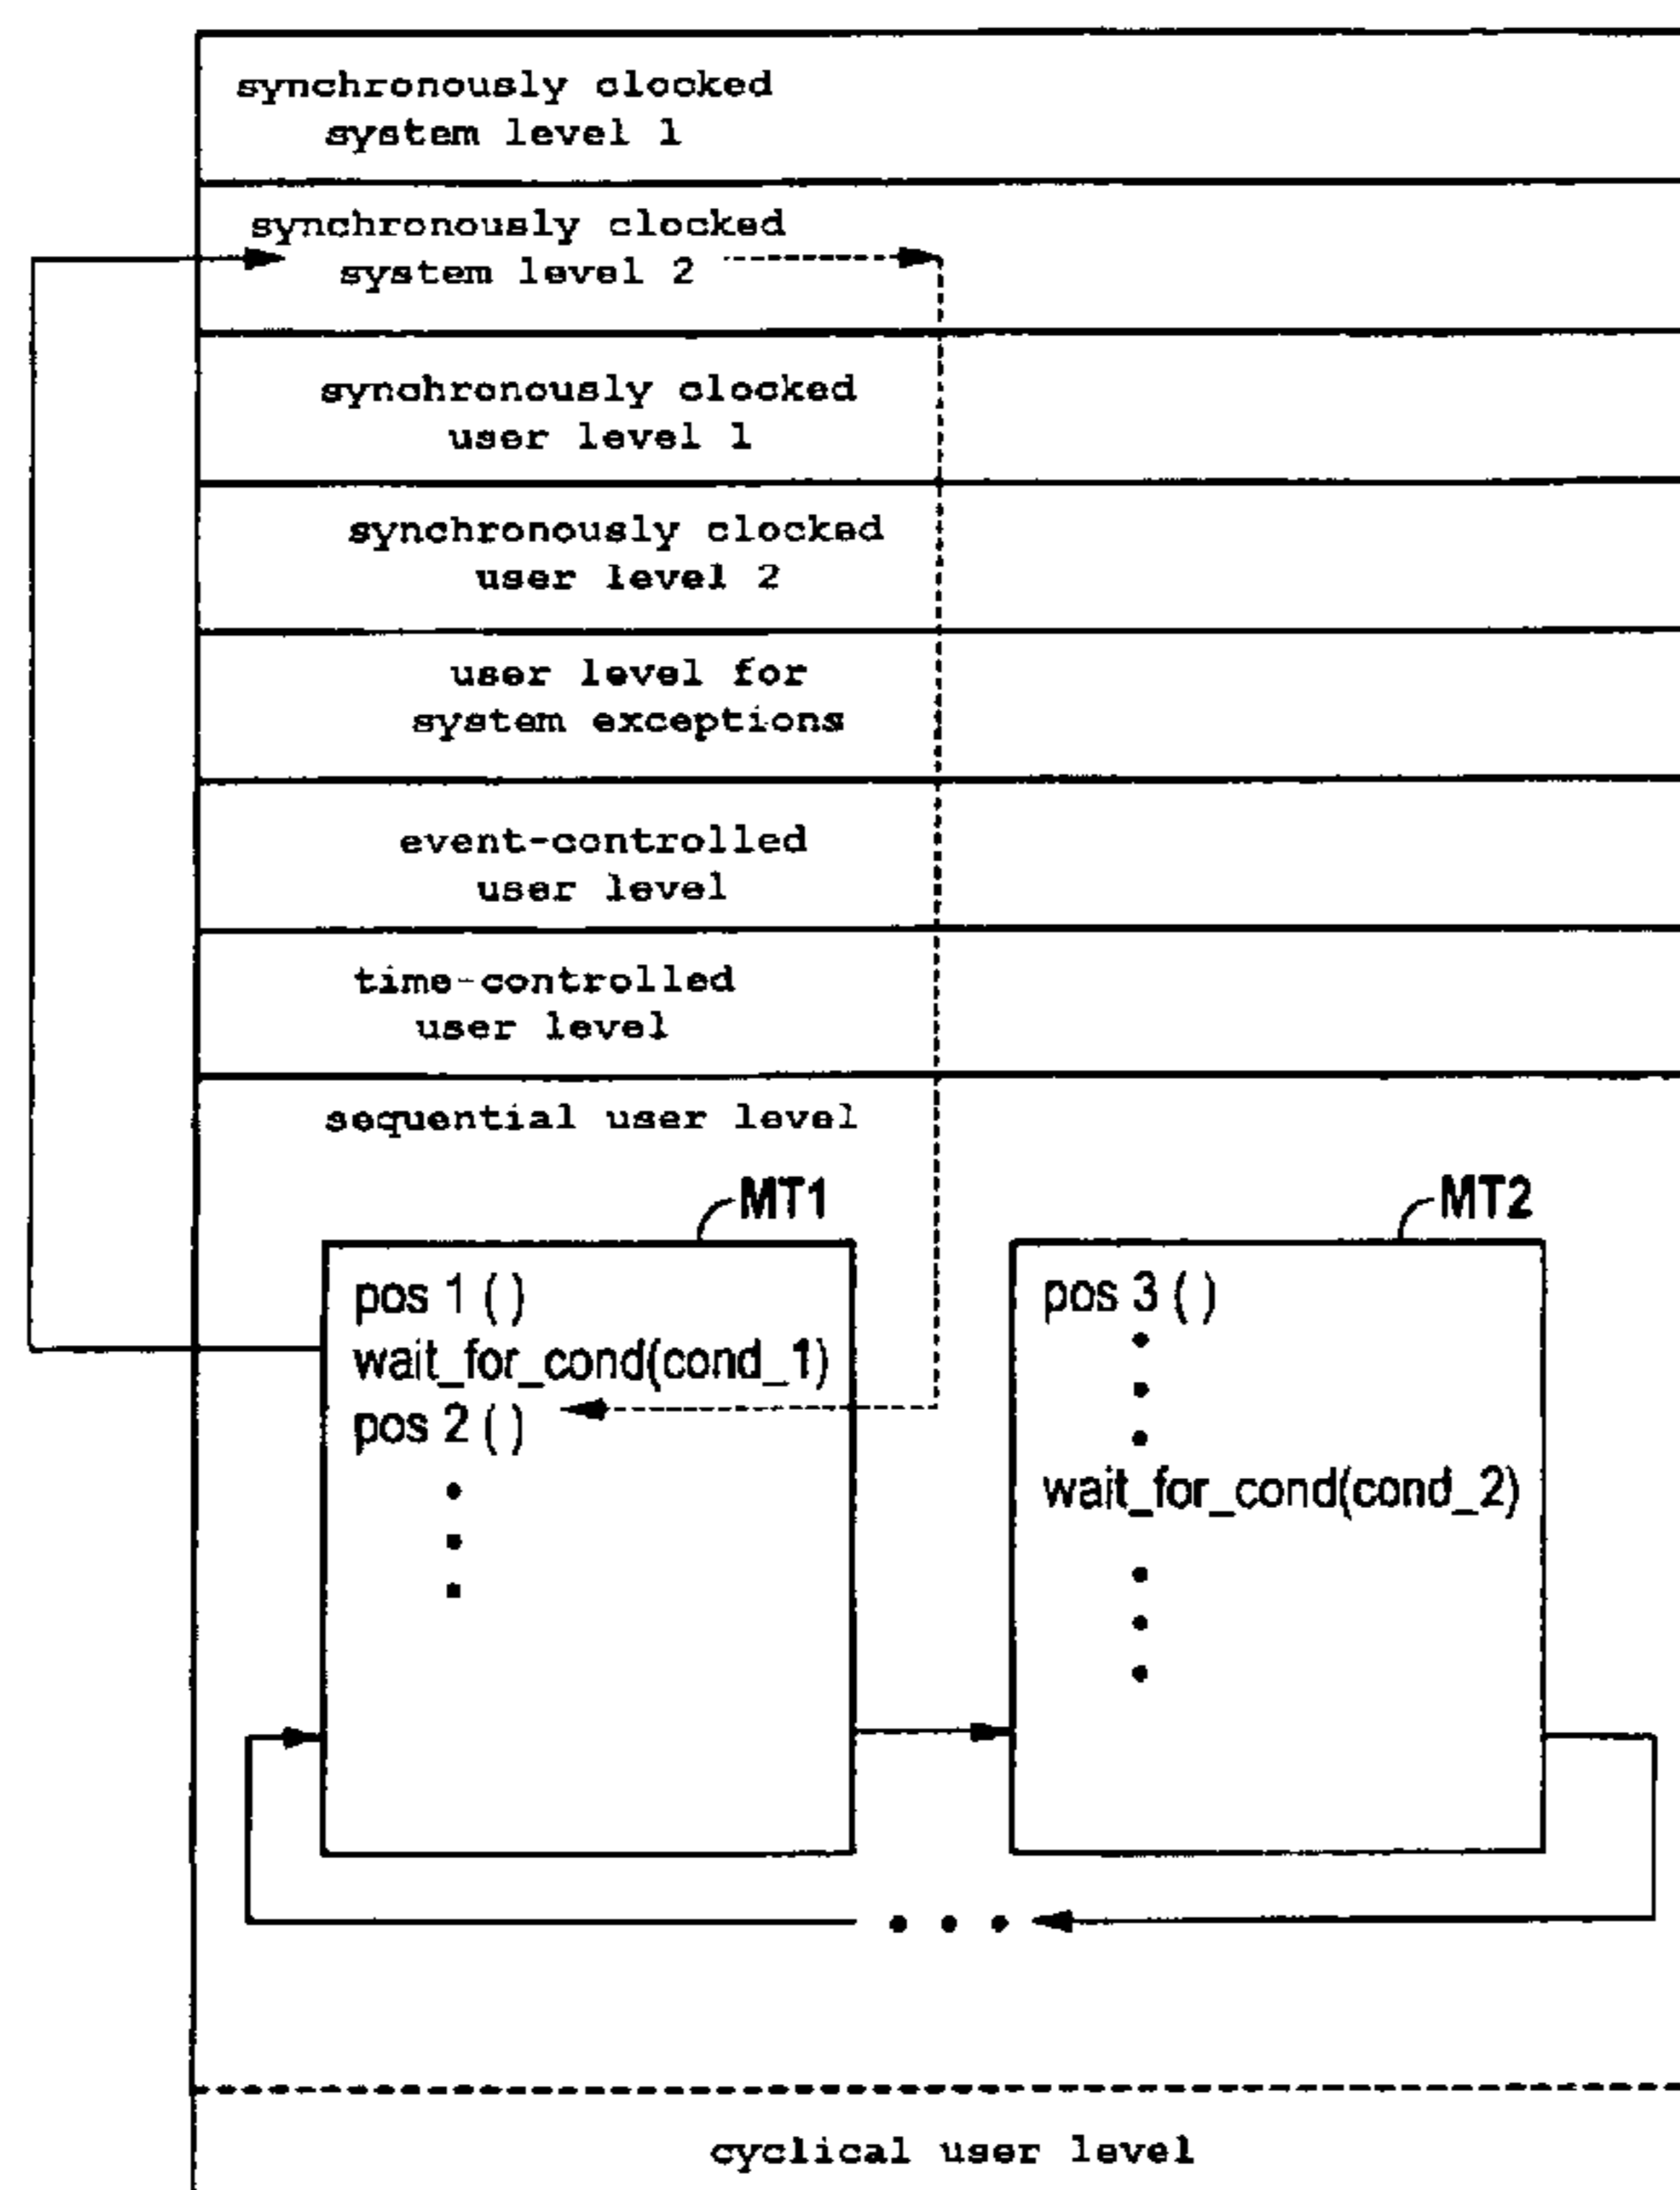 synchronously clocked
system level 1
synchronously clocked
system level 2
synchronously clocked
user level 1
synchronously clocked
user level 2
user level for
system exceptions
event-controlled
user level
time-controlled
user level
sequential user level
MT1
pos 1 ( )
wait_for_cond(cond_1)
pos 2 ( )
MT2
pos 3 ( )
wait_for_cond(cond_2)
cyclical user level